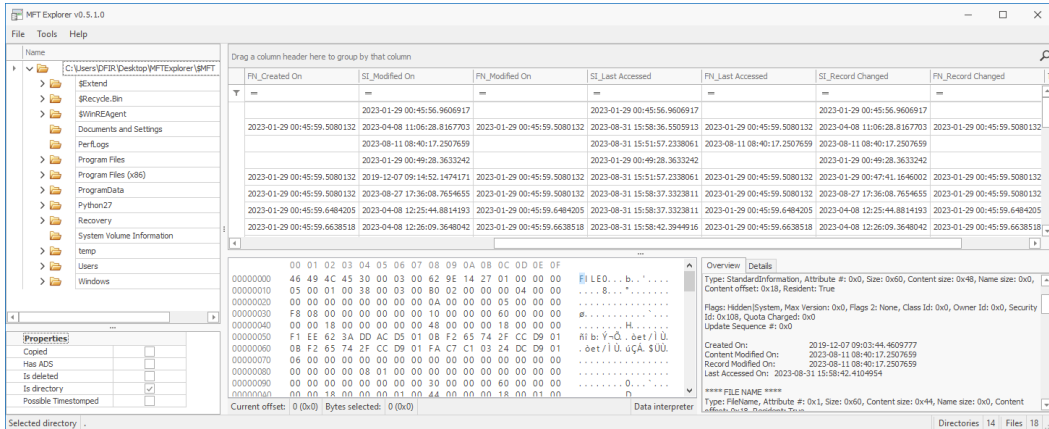 MFT Explorer v0.5.1.0
File Tools Help
Name
C:\Users\DFIR\Desktop\MFTExplorer\$MFT
$Extend
$Recycle.Bin
$WinREAgent
Documents and Settings
PerfLogs
Program Files
Program Files (x86)
ProgramData
Python27
Recovery
System Volume Information
temp
Users
Windows
Properties
Copied
Has ADS
Is deleted
Is directory
Possible Timestomped
Drag a column header here to group by that column
FN_Created On SI_Modified On FN_Modified On SI_Last Accessed FN_Last Accessed SI_Record Changed FN_Record Changed
= = = = = = =
2023-01-29 00:45:56.9606917 2023-01-29 00:45:56.9606917 2023-01-29 00:45:56.9606917
2023-01-29 00:45:59.5080132 2023-04-08 11:06:28.8167703 2023-01-29 00:45:59.5080132 2023-08-31 15:58:36.5505913 2023-01-29 00:45:59.5080132 2023-04-08 11:06:28.8167703 2023-01-29 00:45:59.5080132
2023-08-11 08:40:17.2507659 2023-08-31 15:51:57.2338061 2023-08-11 08:40:17.2507659 2023-08-11 08:40:17.2507659
2023-01-29 00:49:28.3633242 2023-01-29 00:49:28.3633242 2023-01-29 00:49:28.3633242
2023-01-29 00:45:59.5080132 2019-12-07 09:14:52.1474171 2023-01-29 00:45:59.5080132 2023-08-31 15:51:57.2338061 2023-01-29 00:45:59.5080132 2023-01-29 00:47:41.1646002 2023-01-29 00:45:59.5080132
2023-01-29 00:45:59.5080132 2023-08-27 17:36:08.7654655 2023-01-29 00:45:59.5080132 2023-08-31 15:58:37.3323811 2023-01-29 00:45:59.5080132 2023-08-27 17:36:08.7654655 2023-01-29 00:45:59.5080132
2023-01-29 00:45:59.6484205 2023-04-08 12:25:44.8814193 2023-01-29 00:45:59.6484205 2023-08-31 15:58:37.3323811 2023-01-29 00:45:59.6484205 2023-04-08 12:25:44.8814193 2023-01-29 00:45:59.6484205
2023-01-29 00:45:59.6638518 2023-04-08 12:26:09.3648042 2023-01-29 00:45:59.6638518 2023-08-31 15:58:42.3944916 2023-01-29 00:45:59.6638518 2023-04-08 12:26:09.3648042 2023-01-29 00:45:59.6638518
00 01 02 03 04 05 06 07 08 09 0A 0B 0C 0D 0E 0F
00000000 46 49 4C 45 30 00 03 00 62 9E 14 27 01 00 00 00 FILE0...b..'....
00000010 05 00 01 00 38 00 03 00 B0 02 00 00 00 04 00 00 ....8...°.......
00000020 00 00 00 00 00 00 00 00 0A 00 00 00 05 00 00 00 ................
00000030 F8 08 00 00 00 00 00 00 10 00 00 00 60 00 00 00 ø...........`...
00000040 00 00 18 00 00 00 00 00 48 00 00 00 18 00 00 00 ........H.......
00000050 F1 EE 62 3A DD AC D5 01 0B F2 65 74 2F CC D9 01 ñîb:Ý¬Õ..òet/ÌÙ.
00000060 0B F2 65 74 2F CC D9 01 FA C7 C1 03 24 DC D9 01 .òet/ÌÙ.úÇÁ.$ÜÙ.
00000070 66 00 00 00 00 00 00 00 00 00 00 00 00 00 00 00
00000080 00 00 00 00 08 01 00 00 00 00 00 00 00 00 00 00 ................
00000090 00 00 00 00 00 00 00 00 30 00 00 00 60 00 00 00 ........0...`...
000000A0 00 00 18 00 00 00 01 00 44 00 00 00 18 00 01 00
Current offset: 0 (0x0) Bytes selected: 0 (0x0) Data interpreter
Overview Details
Type: StandardInformation, Attribute #: 0x0, Size: 0x60, Content size: 0x48, Name size: 0x0,
Content offset: 0x18, Resident: True
Flags: Hidden|System, Max Version: 0x0, Flags 2: None, Class Id: 0x0, Owner Id: 0x0, Security
Id: 0x108, Quota Charged: 0x0
Update Sequence #: 0x0
Created On: 2019-12-07 09:03:44.4609777
Content Modified On: 2023-08-11 08:40:17.2507659
Record Modified On: 2023-08-11 08:40:17.2507659
Last Accessed On: 2023-08-31 15:58:42.4104954
**** FILE NAME ****
Type: FileName, Attribute #: 0x1, Size: 0x60, Content size: 0x44, Name size: 0x0, Content
offset: 0x18, Resident: True
Selected directory . Directories 14 Files 18